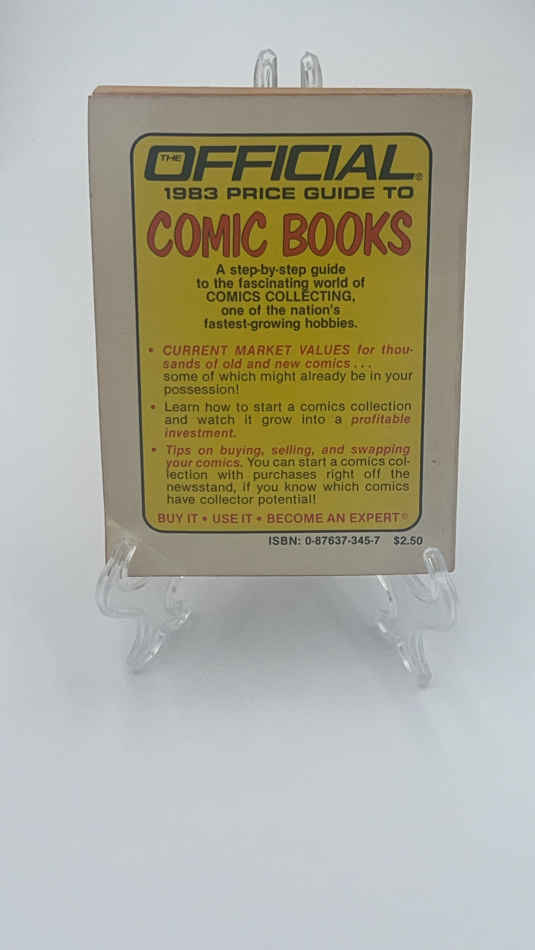 THE OFFICIAL®
1983 PRICE GUIDE TO
COMIC BOOKS
A step-by-step guide
to the fascinating world of
COMICS COLLECTING,
one of the nation's
fastest-growing hobbies.
• CURRENT MARKET VALUES for thou-
sands of old and new comics . . .
some of which might already be in your
possession!
• Learn how to start a comics collection
and watch it grow into a profitable
investment.
• Tips on buying, selling, and swapping
your comics. You can start a comics col-
lection with purchases right off the
newsstand, if you know which comics
have collector potential!
BUY IT • USE IT • BECOME AN EXPERT©
ISBN: 0-87637-345-7 $2.50